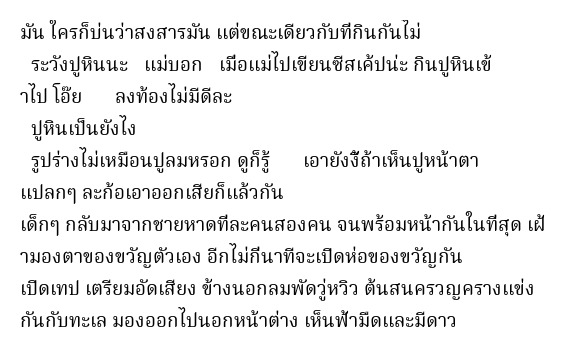 มัน ใครก็บ่นว่าสงสารมัน แต่ขณะเดียวกับที่กินกันไม่
ระวังปูหินนะ แม่บอก เมื่อแม่ไปเขียนซีสเค้ปน่ะ กินปูหินเข้
าไป โอ๊ย ลงท้องไม่มีดีละ
ปูหินเป็นยังไง
รูปร่างไม่เหมือนปูลมหรอก ดูก็รู้ เอายังงี้ถ้าเห็นปูหน้าตา
แปลกๆ ละก้อเอาออกเสียก็แล้วกัน
เด็กๆ กลับมาจากชายหาดทีละคนสองคน จนพร้อมหน้ากันในที่สุด เฝ้
ามองตาของขวัญตัวเอง อีกไม่กี่นาทีจะเปิดห่อของขวัญกัน
เปิดเทป เตรียมอัดเสียง ข้างนอกลมพัดวู่หวิว ต้นสนครวญครางแข่ง
กันกับทะเล มองออกไปนอกหน้าต่าง เห็นฟ้ามืดและมีดาว